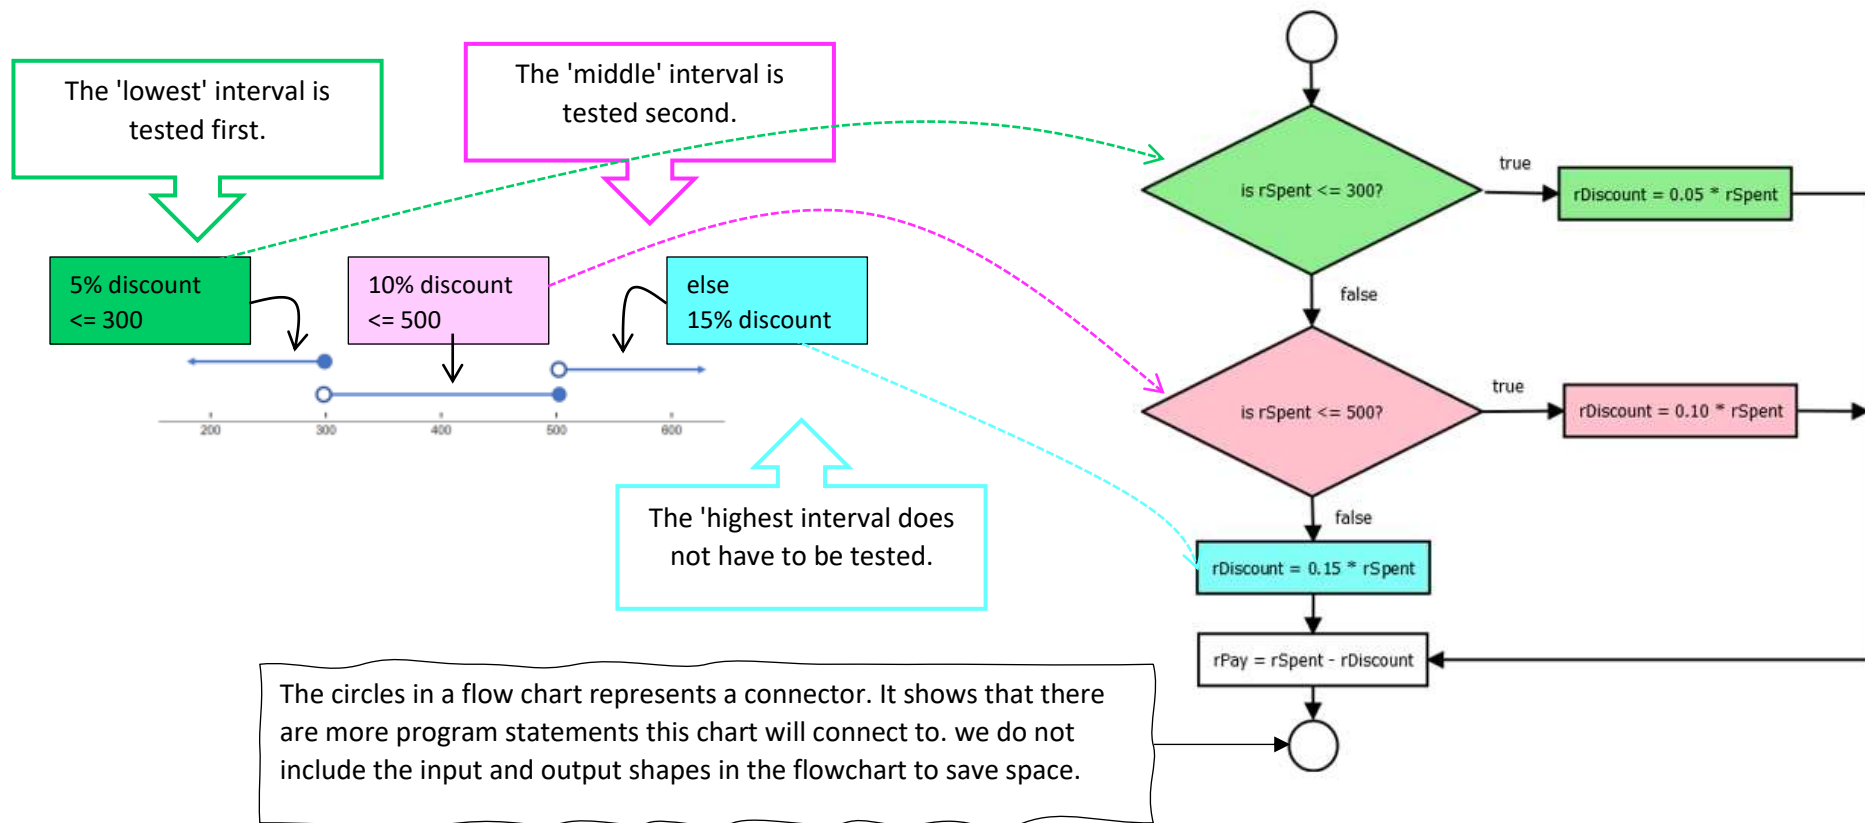 The 'lowest' interval is
tested first.
The 'middle' interval is
tested second.
5% discount
<= 300
10% discount
<= 500
else
15% discount
200
300
400
500
600
The 'highest interval does
not have to be tested.
is rSpent <= 300?
true
rDiscount = 0.05 * rSpent
false
is rSpent <= 500?
true
rDiscount = 0.10 * rSpent
false
rDiscount = 0.15 * rSpent
rPay = rSpent - rDiscount
The circles in a flow chart represents a connector. It shows that there
are more program statements this chart will connect to. we do not
include the input and output shapes in the flowchart to save space.